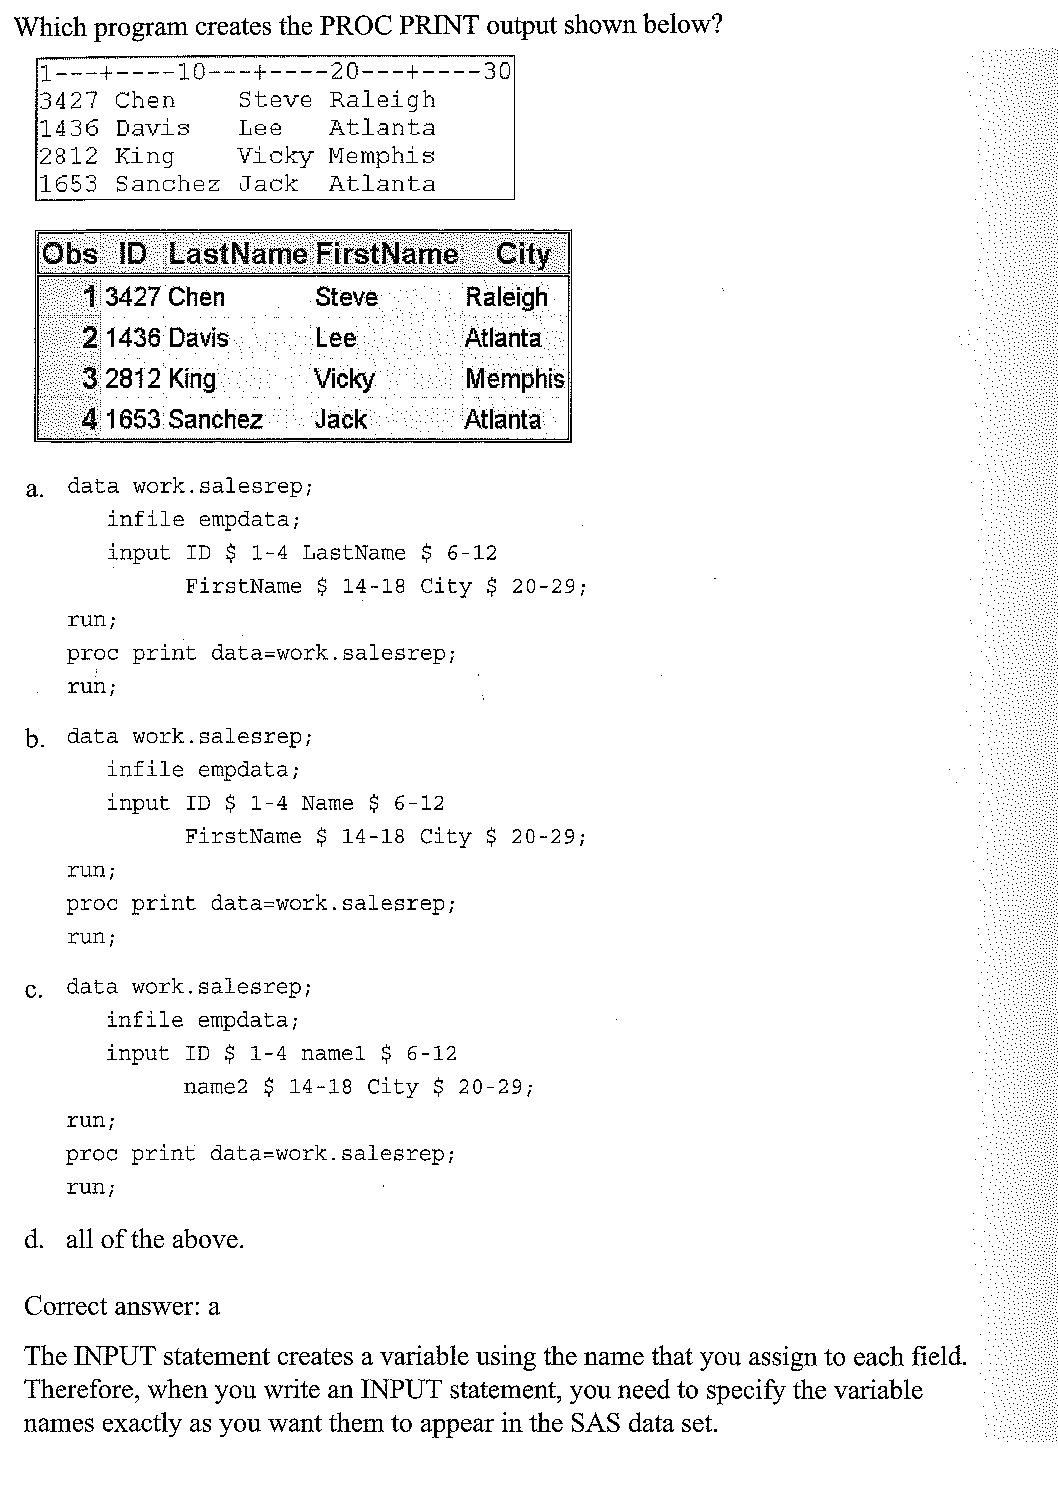 Which program creates the PROC PRINT output shown below?
1---+----10---+----20---+----30
3427 Chen    Steve Raleigh
1436 Davis   Lee   Atlanta
2812 King    Vicky Memphis
1653 Sanchez Jack  Atlanta
Obs ID LastName FirstName City
1 3427 Chen Steve Raleigh
2 1436 Davis Lee Atlanta
3 2812 King Vicky Memphis
4 1653 Sanchez Jack Atlanta
a. data work.salesrep;
infile empdata;
input ID $ 1-4 LastName $ 6-12
FirstName $ 14-18 City $ 20-29;
run;
proc print data=work.salesrep;
run;
b. data work.salesrep;
infile empdata;
input ID $ 1-4 Name $ 6-12
FirstName $ 14-18 City $ 20-29;
run;
proc print data=work.salesrep;
run;
c. data work.salesrep;
infile empdata;
input ID $ 1-4 name1 $ 6-12
name2 $ 14-18 City $ 20-29;
run;
proc print data=work.salesrep;
run;
d. all of the above.
Correct answer: a
The INPUT statement creates a variable using the name that you assign to each field.
Therefore, when you write an INPUT statement, you need to specify the variable
names exactly as you want them to appear in the SAS data set.